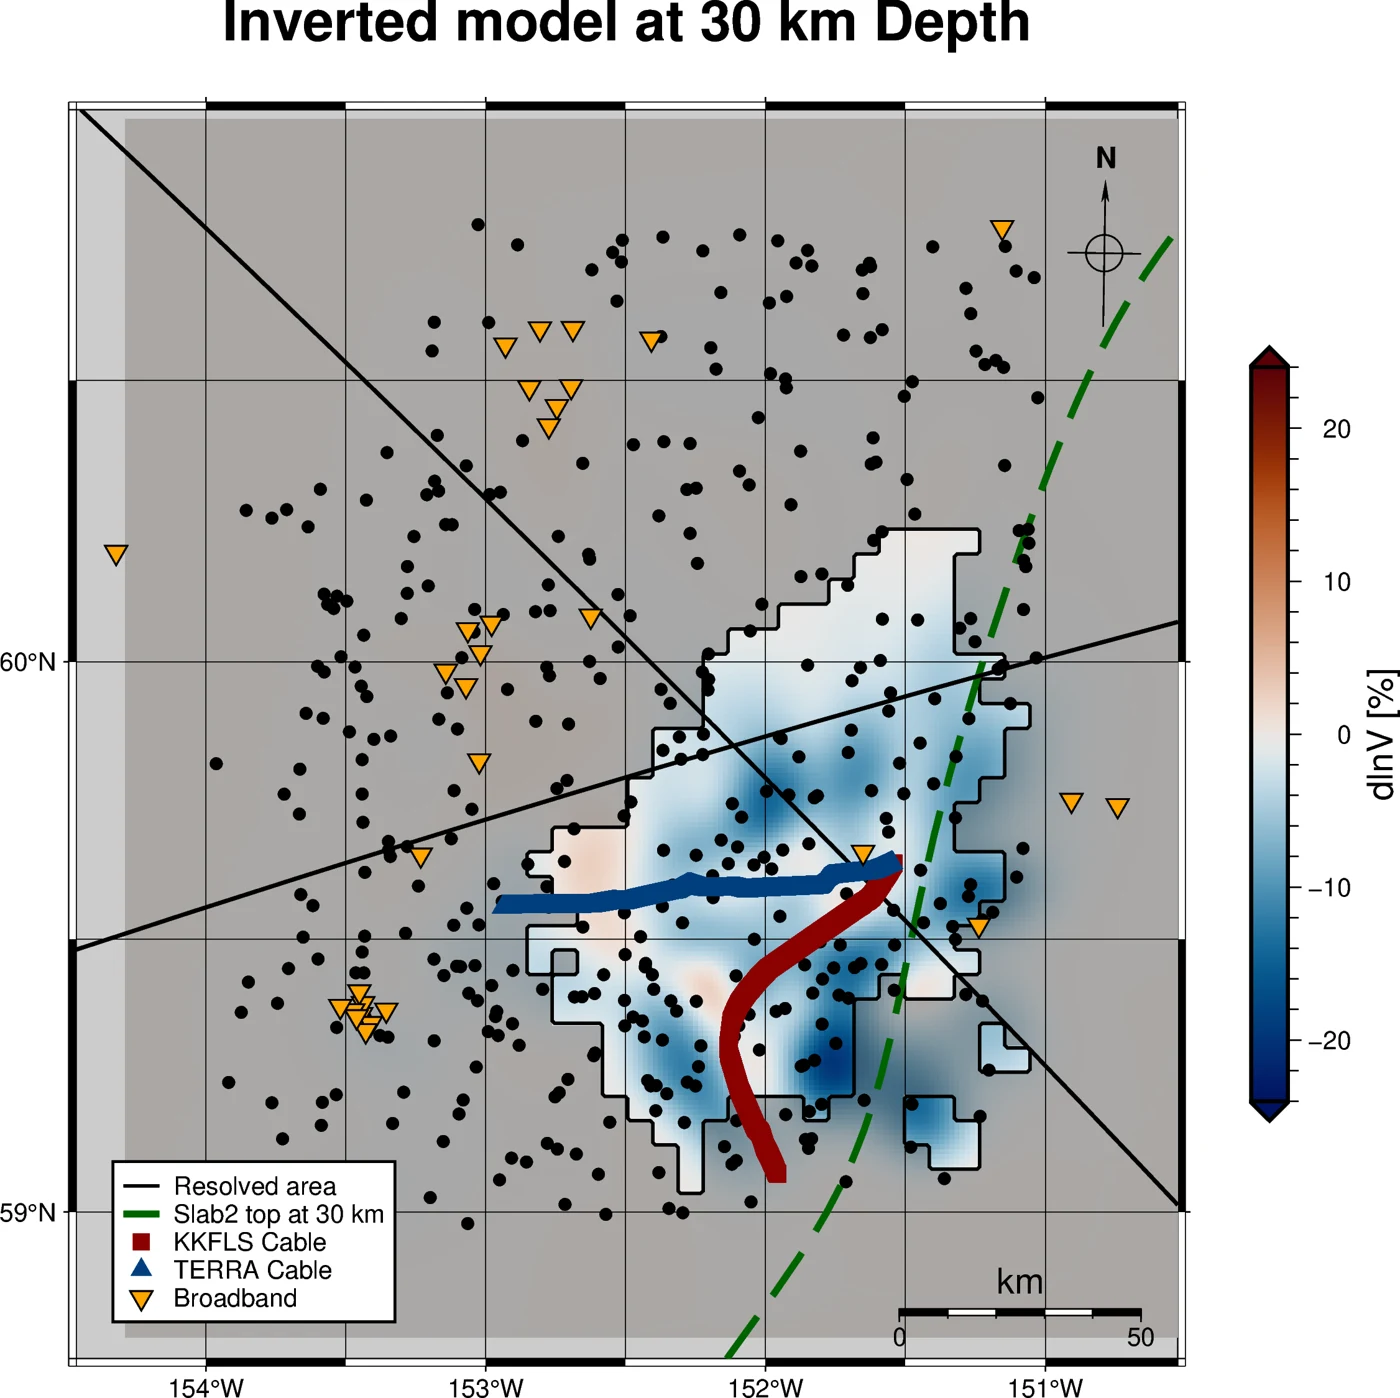 Inverted model at 30 km Depth
N
20
10
0
−10
−20
dlnV [%]
60°N
59°N
Resolved area
Slab2 top at 30 km
KKFLS Cable
TERRA Cable
Broadband
km
0 50
154°W 153°W 152°W 151°W